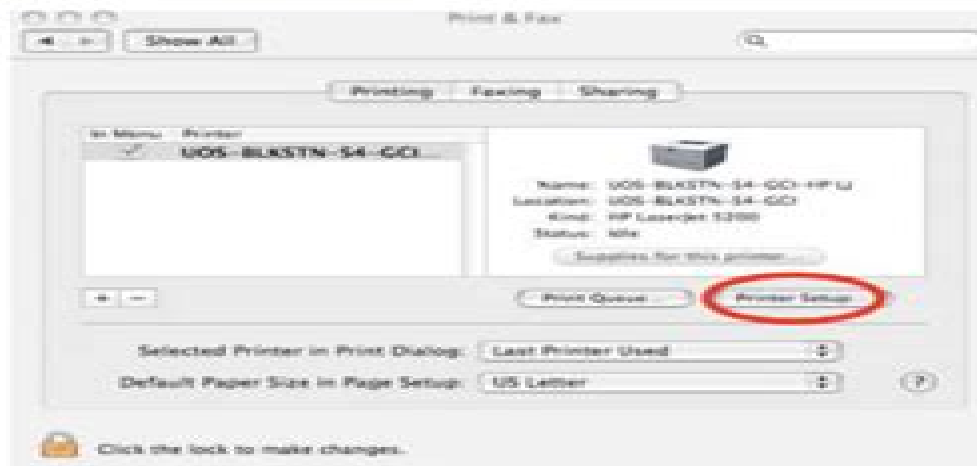 Print & Fax
Show All
Printing Faxing Sharing
In Menu Printer
UOS-BLKSTN-S4-GCI...
Name: UOS-BLKSTN-S4-GCI-HP LJ
Location: UOS-BLKSTN-S4-GCI
Kind: HP LaserJet 5200
Status: Idle
Supplies for this printer...
+ -
Print Queue... Printer Setup...
Selected Printer in Print Dialog: Last Printer Used
Default Paper Size in Page Setup: US Letter
?
Click the lock to make changes.